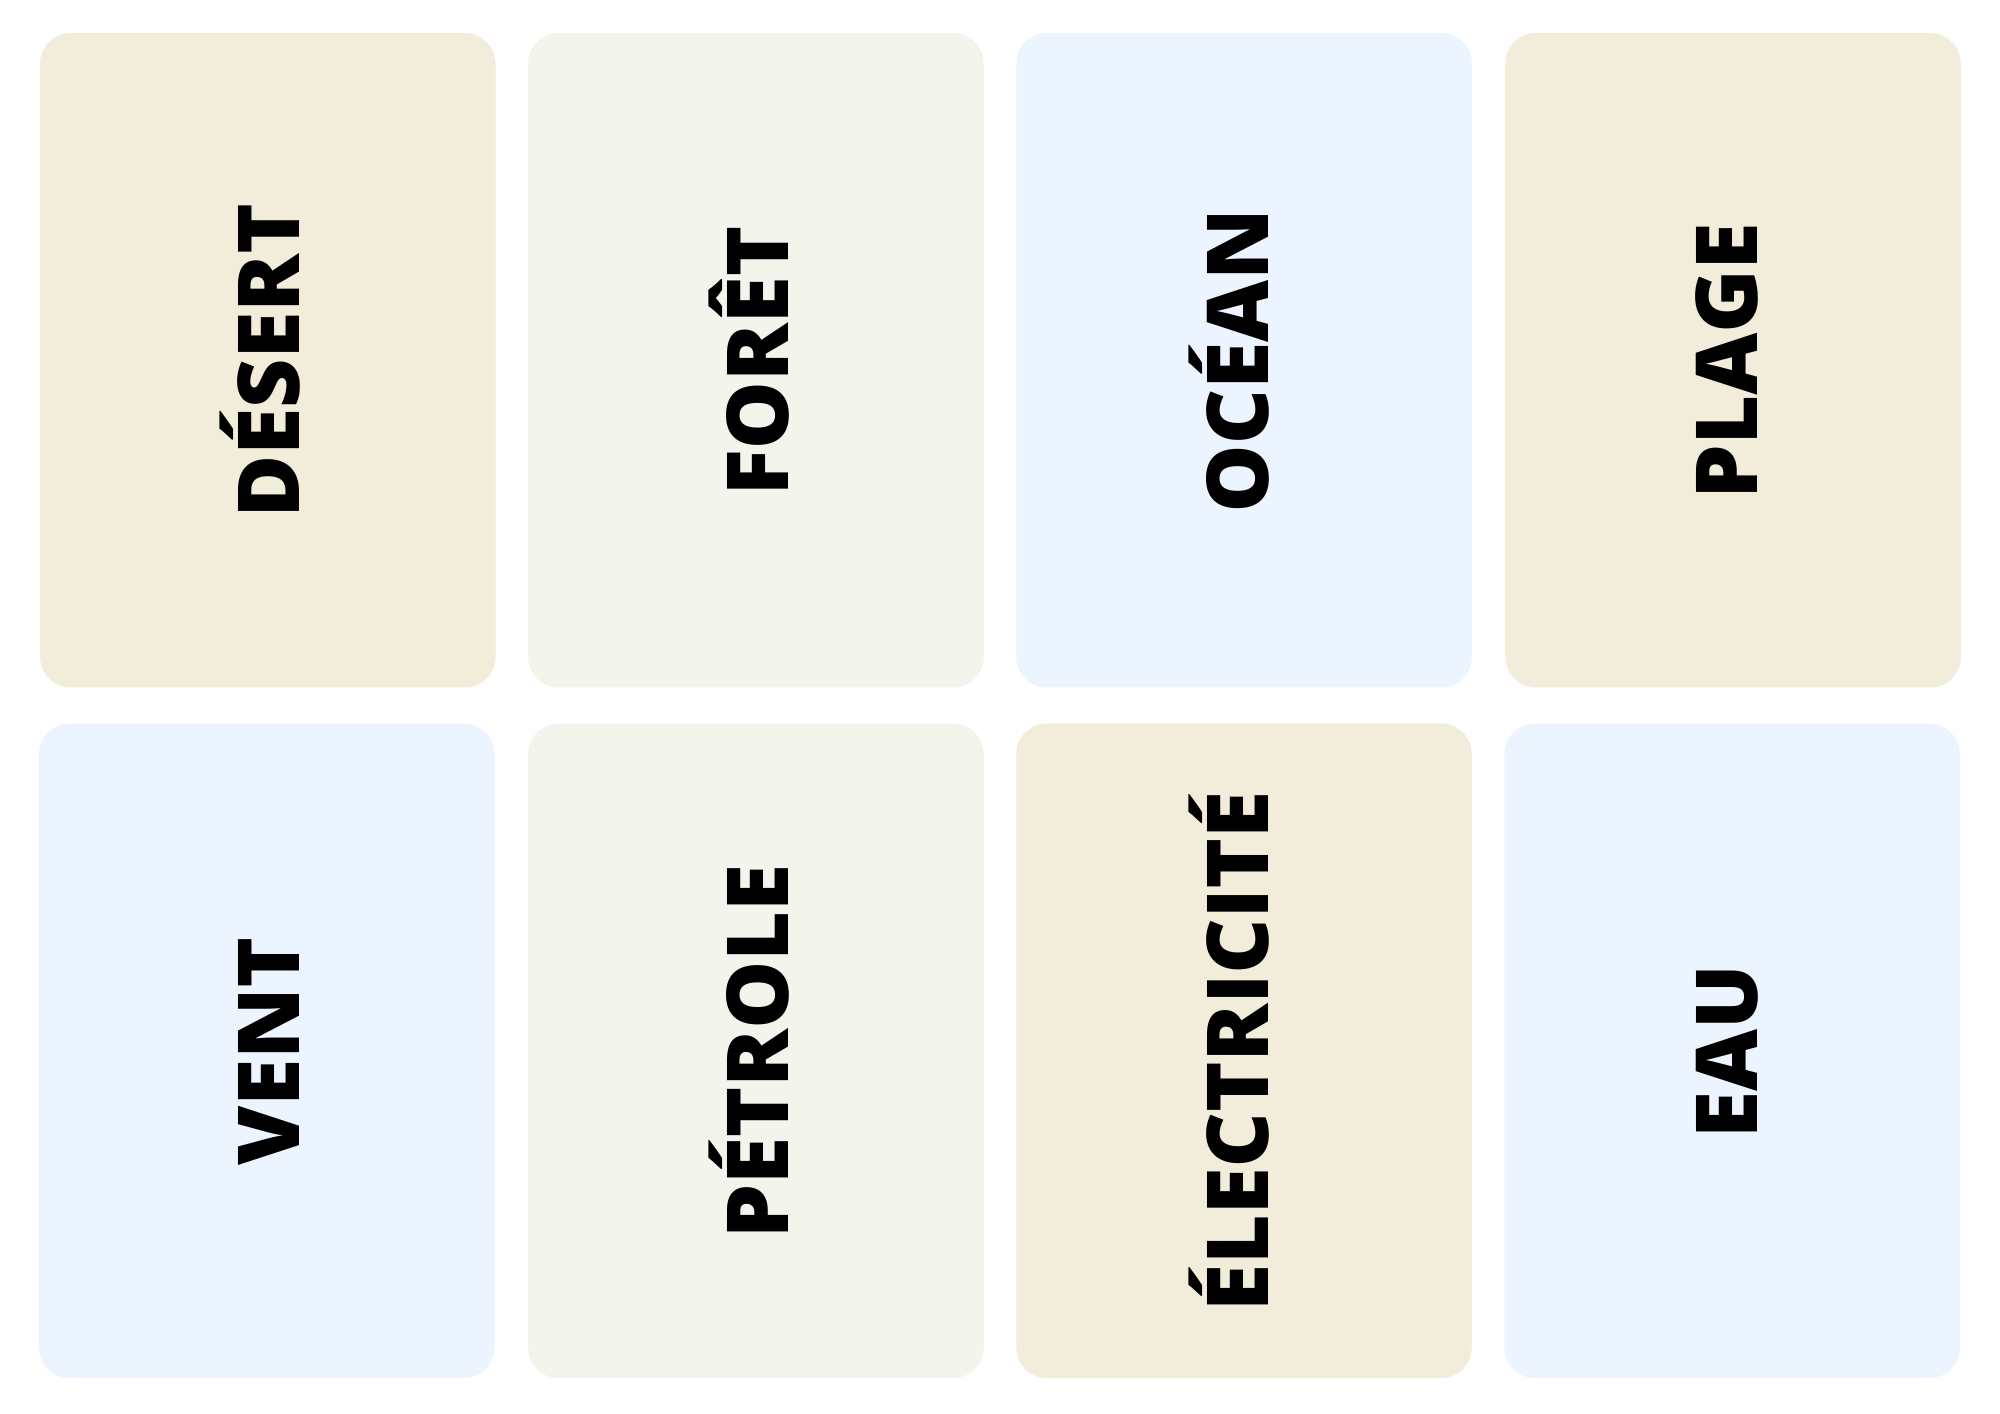 DÉSERT
FORÊT
OCÉAN
PLAGE
VENT
PÉTROLE
ÉLECTRICITÉ
EAU